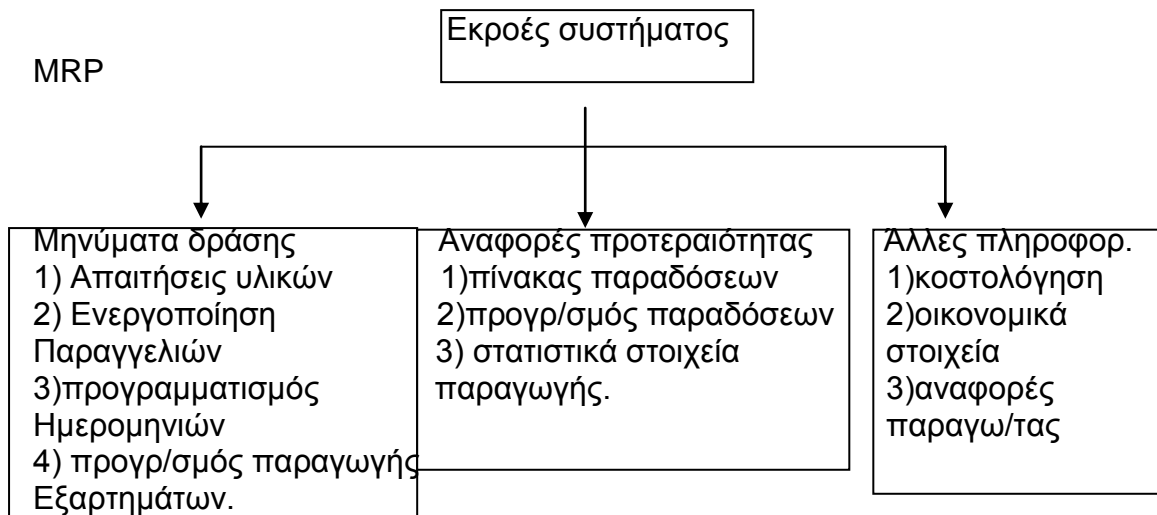 Εκροές συστήματος
MRP
Μηνύματα δράσης
1) Απαιτήσεις υλικών
2) Ενεργοποίηση
Παραγγελιών
3)προγραμματισμός
Ημερομηνιών
4) προγρ/σμός παραγωγής
Εξαρτημάτων.
Αναφορές προτεραιότητας
1)πίνακας παραδόσεων
2)προγρ/σμός παραδόσεων
3) στατιστικά στοιχεία
παραγωγής.
Άλλες πληροφορ.
1)κοστολόγηση
2)οικονομικά
στοιχεία
3)αναφορές
παραγω/τας